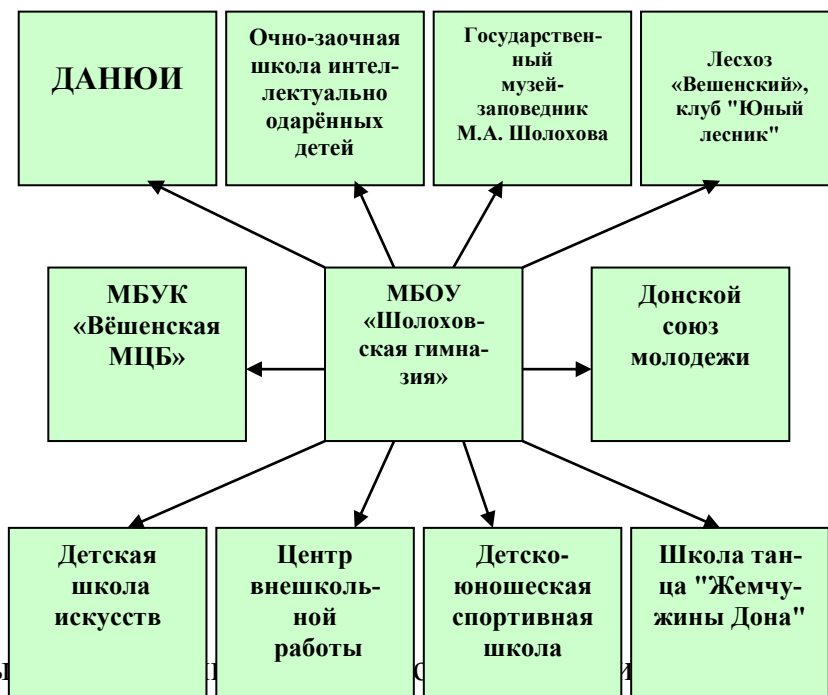 ДАНЮИ
Очно-заочная
школа интел-
лектуально
одарённых
детей
Государствен-
ный
музей-
заповедник
М.А. Шолохова
Лесхоз
«Вешенский»,
клуб "Юный
лесник"
МБУК
«Вёшенская
МЦБ»
МБОУ
«Шолохов-
ская гимна-
зия»
Донской
союз
молодежи
Детская
школа
искусств
Центр
внешколь-
ной
работы
Детско-
юношеская
спортивная
школа
Школа тан-
ца "Жемчу-
жины Дона"